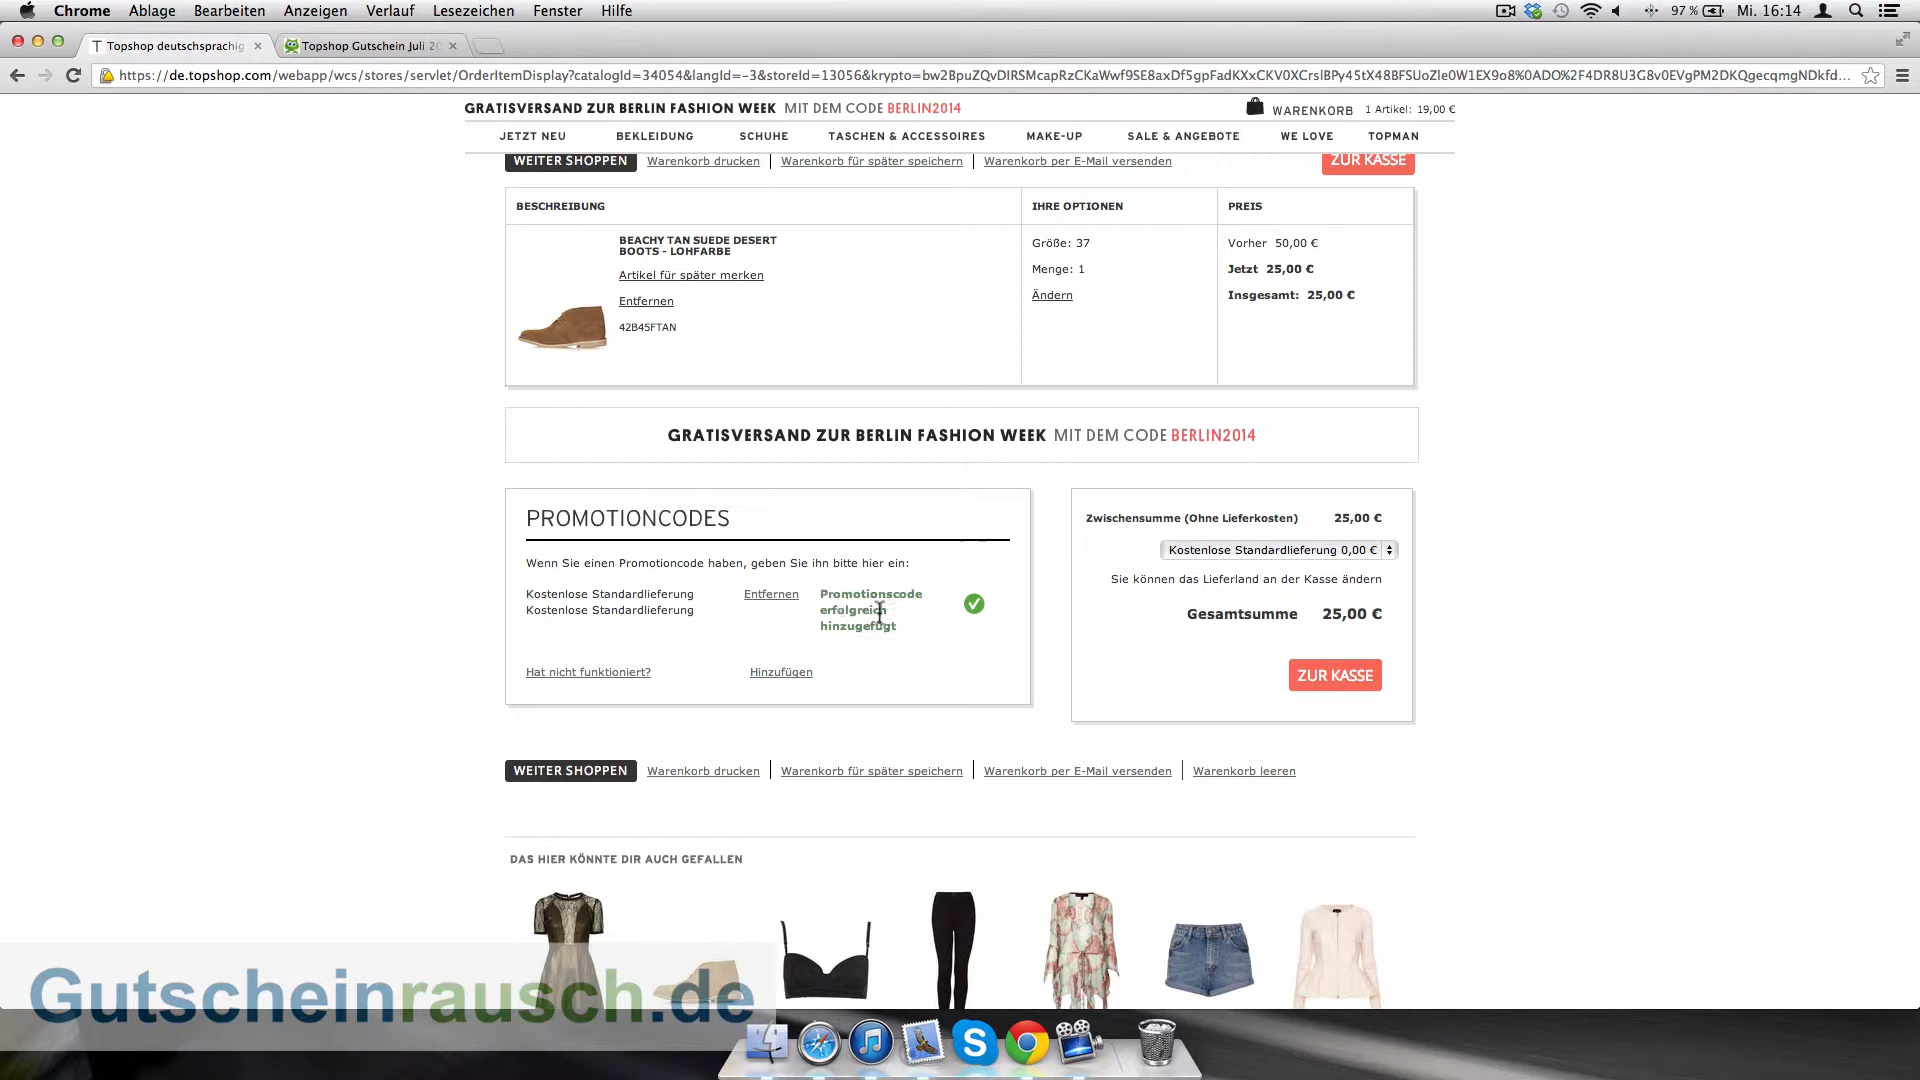 Chrome Ablage Bearbeiten Anzeigen Verlauf Lesezeichen Fenster Hilfe 97 % Mi. 16:14
Topshop deutschsprachig Topshop Gutschein Juli 20
https://de.topshop.com/webapp/wcs/stores/servlet/OrderItemDisplay?catalogId=34054&langId=-3&storeId=13056&krypto=bw2BpuZQvDIRSMcapRzCKaWwf9SE8axDf5gpFadKXxCKV0XCrslBPy45tX48BFSUoZle0W1EX9o8%0ADO%2F4DR8U3G8v0EVgPM2DKQgecqmgNDkfd...
GRATISVERSAND ZUR BERLIN FASHION WEEK MIT DEM CODE BERLIN2014 WARENKORB 1 Artikel: 19,00 €
JETZT NEU BEKLEIDUNG SCHUHE TASCHEN & ACCESSOIRES MAKE-UP SALE & ANGEBOTE WE LOVE TOPMAN
WEITER SHOPPEN Warenkorb drucken Warenkorb für später speichern Warenkorb per E-Mail versenden ZUR KASSE
BESCHREIBUNG IHRE OPTIONEN PREIS
BEACHY TAN SUEDE DESERT
BOOTS - LOHFARBE
Artikel für später merken
Entfernen
42B45FTAN
Größe: 37
Menge: 1
Ändern
Vorher 50,00 €
Jetzt 25,00 €
Insgesamt: 25,00 €
GRATISVERSAND ZUR BERLIN FASHION WEEK MIT DEM CODE BERLIN2014
PROMOTIONCODES
Wenn Sie einen Promotioncode haben, geben Sie ihn bitte hier ein:
Kostenlose Standardlieferung
Kostenlose Standardlieferung
Entfernen
Promotionscode
erfolgreich
hinzugefügt
Hat nicht funktioniert? Hinzufügen
Zwischensumme (Ohne Lieferkosten) 25,00 €
Kostenlose Standardlieferung 0,00 €
Sie können das Lieferland an der Kasse ändern
Gesamtsumme 25,00 €
ZUR KASSE
WEITER SHOPPEN Warenkorb drucken Warenkorb für später speichern Warenkorb per E-Mail versenden Warenkorb leeren
DAS HIER KÖNNTE DIR AUCH GEFALLEN
Gutscheinrausch.de